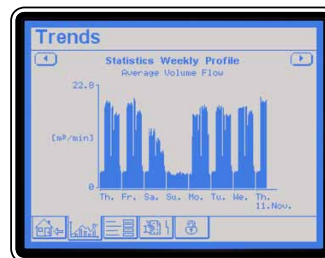 Trends
Statistics Weekly Profile
Average Volume Flow
22.8
[m³/min]
0
Th. Fr. Sa. Su. Mo. Tu. We. Th.
11.Nov.